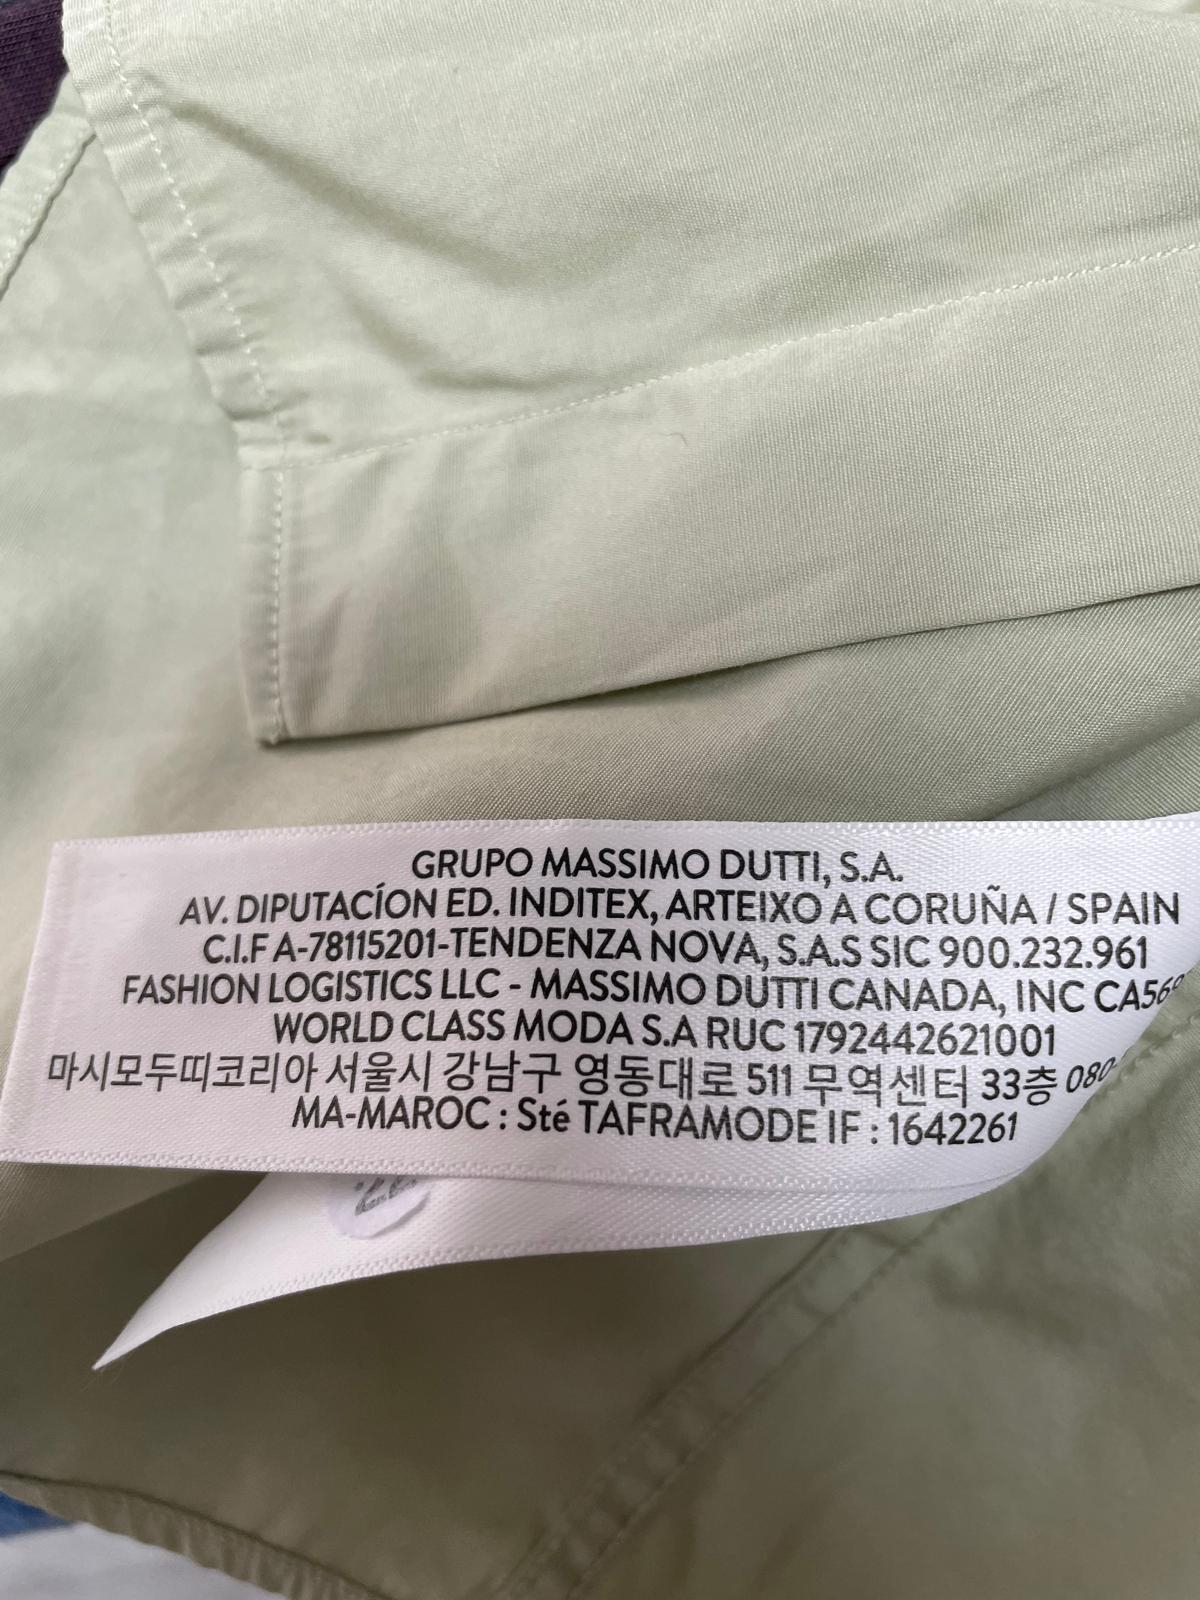 GRUPO MASSIMO DUTTI, S.A.
AV. DIPUTACÍON ED. INDITEX, ARTEIXO A CORUÑA / SPAIN
C.I.F A-78115201-TENDENZA NOVA, S.A.S SIC 900.232.961
FASHION LOGISTICS LLC - MASSIMO DUTTI CANADA, INC
WORLD CLASS MODA S.A RUC 1792442621001
마시모두띠코리아 서울시 강남구 영동대로 511 무역센터 33층
MA-MAROC : Sté TAFRAMODE IF : 1642261